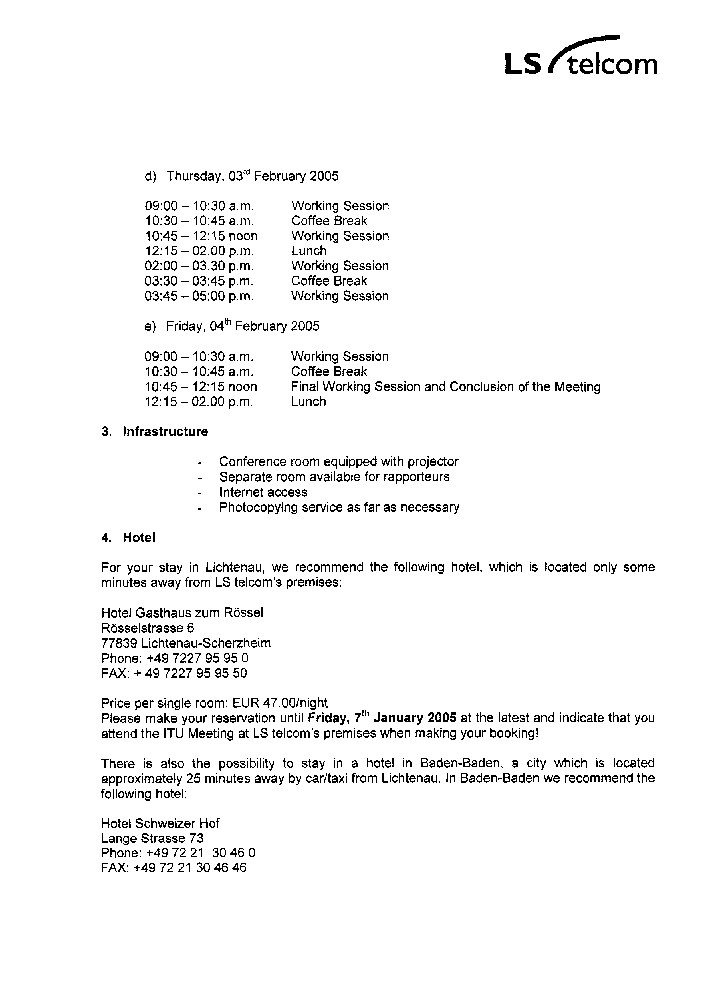 LS telcom
d) Thursday, 03rd February 2005
09:00 – 10:30 a.m. Working Session
10:30 – 10:45 a.m. Coffee Break
10:45 – 12:15 noon Working Session
12:15 – 02.00 p.m. Lunch
02:00 – 03.30 p.m. Working Session
03:30 – 03:45 p.m. Coffee Break
03:45 – 05:00 p.m. Working Session
e) Friday, 04th February 2005
09:00 – 10:30 a.m. Working Session
10:30 – 10:45 a.m. Coffee Break
10:45 – 12:15 noon Final Working Session and Conclusion of the Meeting
12:15 – 02.00 p.m. Lunch
3. Infrastructure
- Conference room equipped with projector
- Separate room available for rapporteurs
- Internet access
- Photocopying service as far as necessary
4. Hotel
For your stay in Lichtenau, we recommend the following hotel, which is located only some
minutes away from LS telcom's premises:
Hotel Gasthaus zum Rössel
Rösselstrasse 6
77839 Lichtenau-Scherzheim
Phone: +49 7227 95 95 0
FAX: + 49 7227 95 95 50
Price per single room: EUR 47.00/night
Please make your reservation until Friday, 7th January 2005 at the latest and indicate that you
attend the ITU Meeting at LS telcom's premises when making your booking!
There is also the possibility to stay in a hotel in Baden-Baden, a city which is located
approximately 25 minutes away by car/taxi from Lichtenau. In Baden-Baden we recommend the
following hotel:
Hotel Schweizer Hof
Lange Strasse 73
Phone: +49 72 21 30 46 0
FAX: +49 72 21 30 46 46